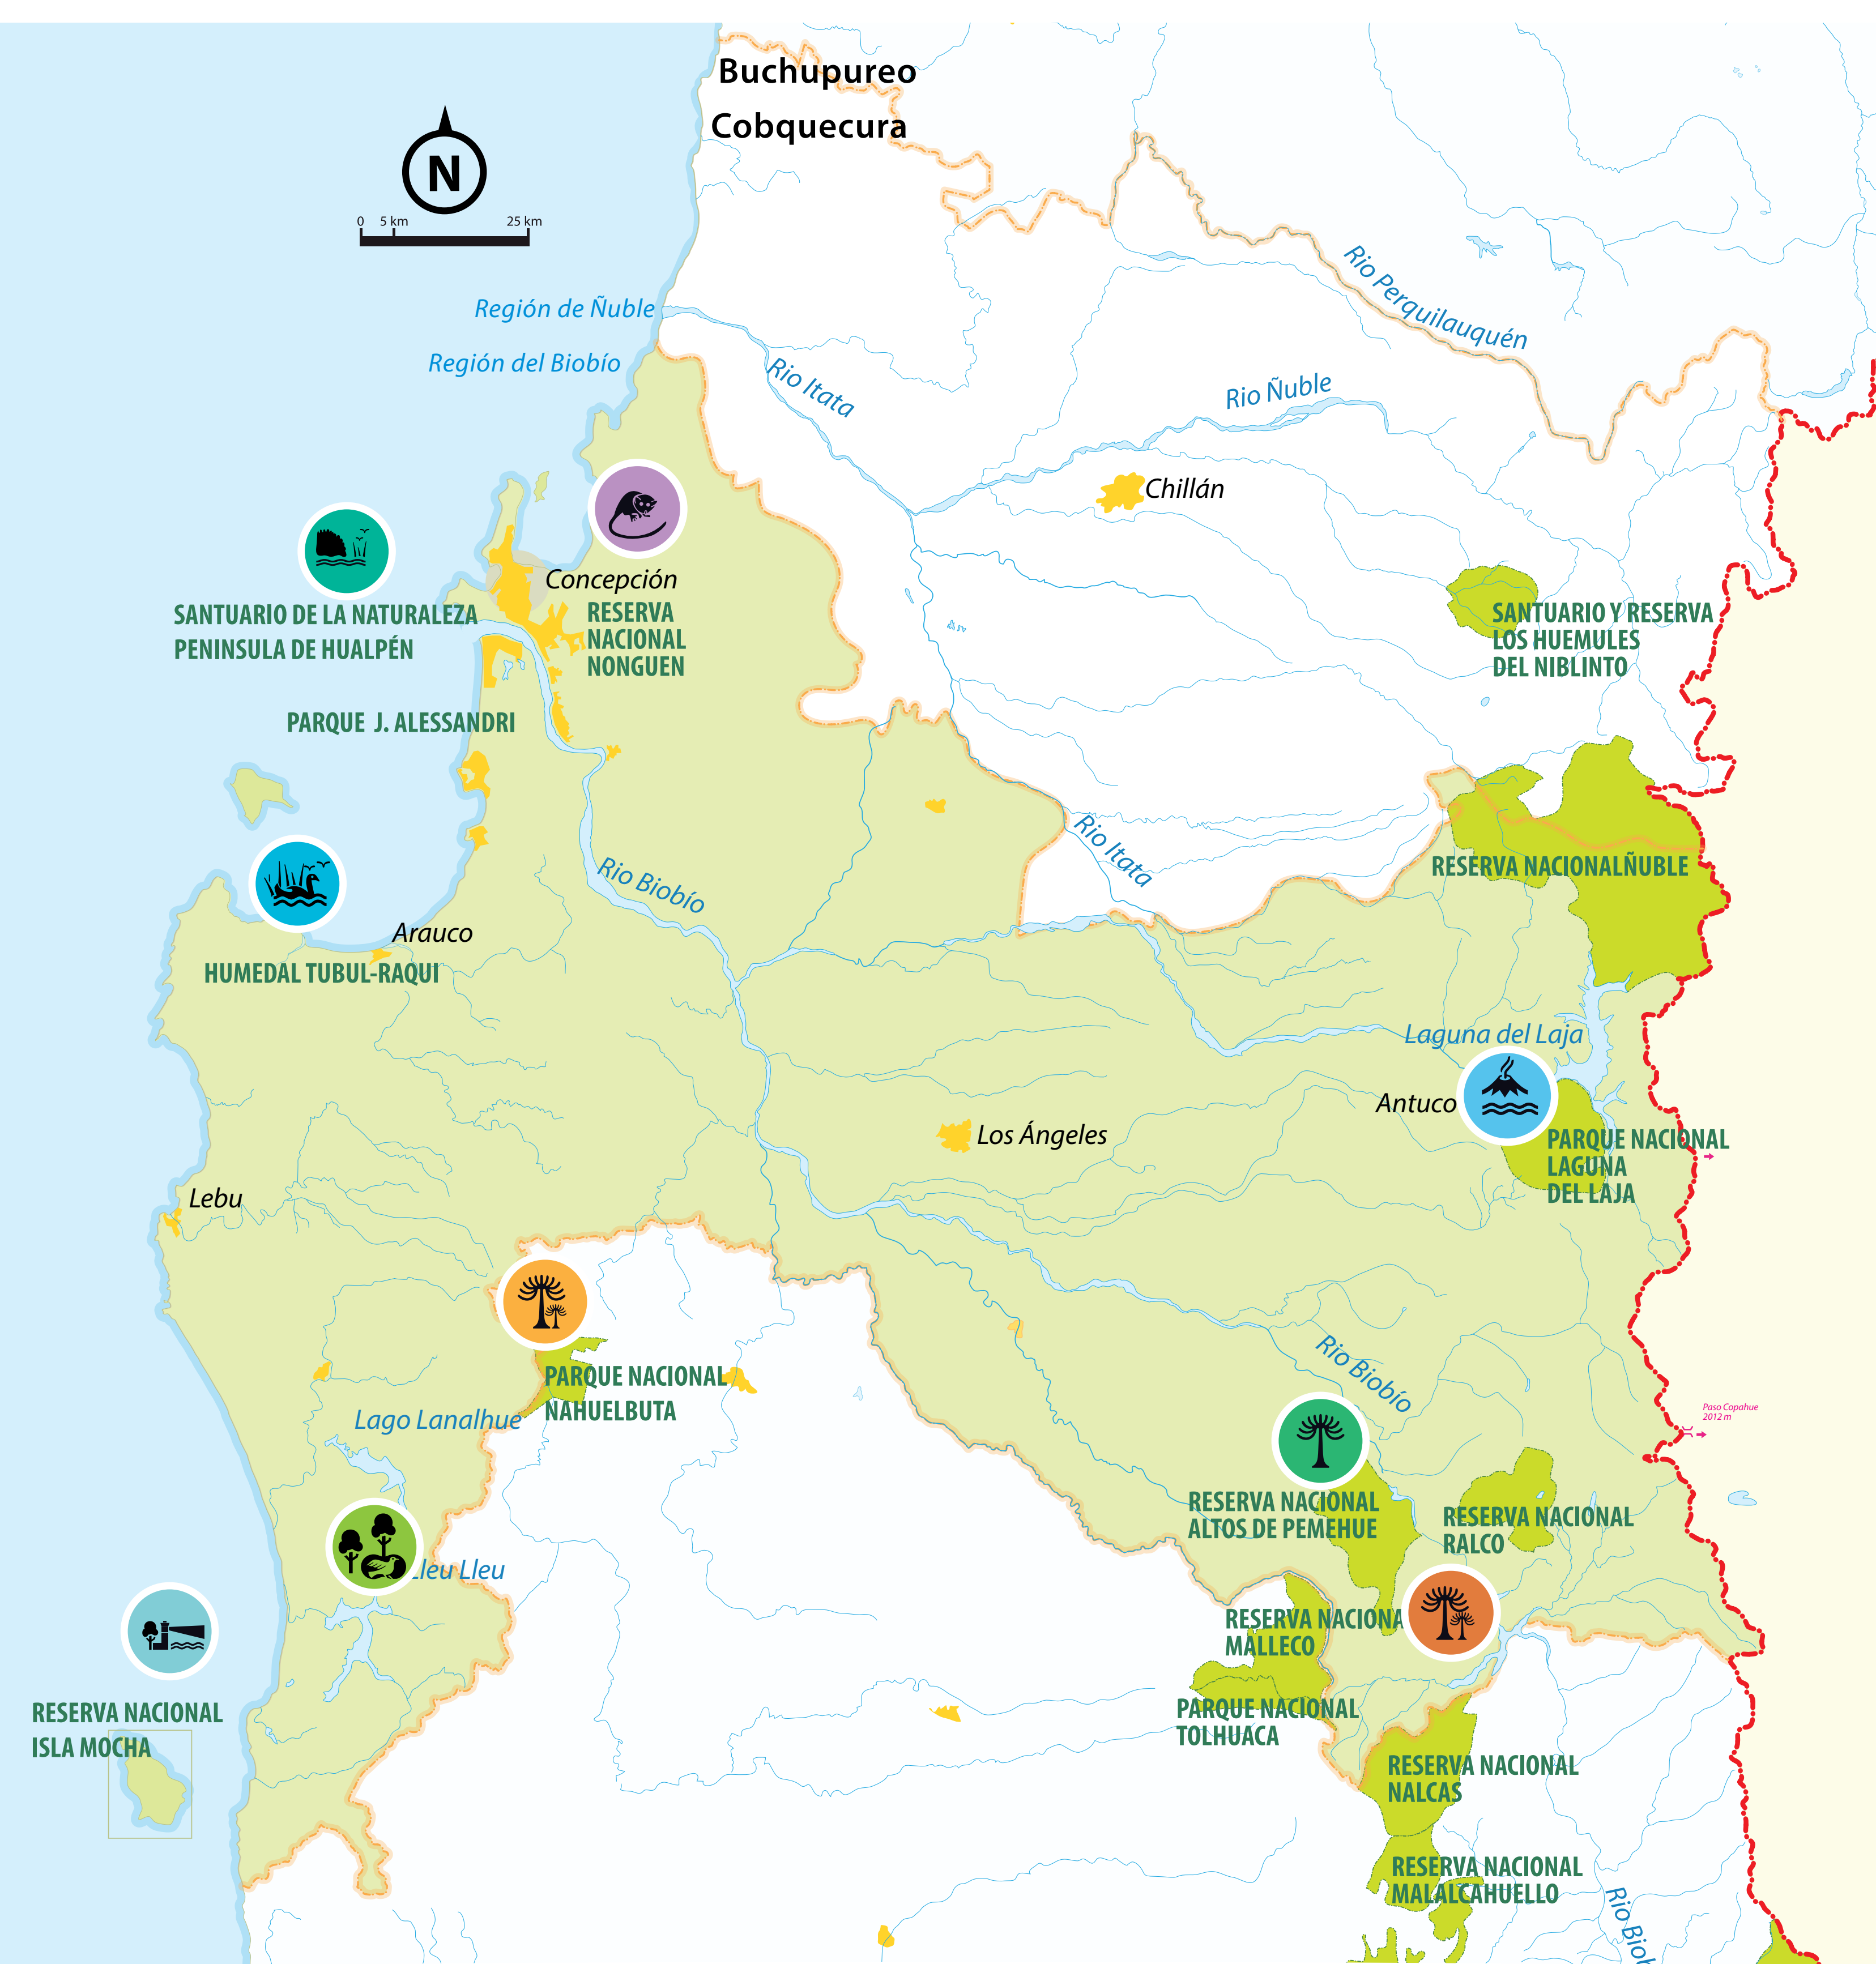 Buchupureo
Cobquecura
N
0 5 km 25 km
Región de Ñuble
Región del Biobío
Rio Perquilauquén
Rio Itata
Rio Ñuble
Chillán
Concepción
SANTUARIO DE LA NATURALEZA
PENINSULA DE HUALPÉN
RESERVA
NACIONAL
NONGUEN
SANTUARIO Y RESERVA
LOS HUEMULES
DEL NIBLINTO
PARQUE J. ALESSANDRI
Rio Itata
RESERVA NACIONALÑUBLE
Rio Biobío
Arauco
HUMEDAL TUBUL-RAQUI
Laguna del Laja
Antuco
Los Ángeles
PARQUE NACIONAL
LAGUNA
DEL LAJA
Lebu
PARQUE NACIONAL
NAHUELBUTA
Lago Lanalhue
Rio Biobío
Paso Copahue
2012 m
RESERVA NACIONAL
ALTOS DE PEMEHUE
RESERVA NACIONAL
RALCO
Lleu Lleu
RESERVA NACIONA
MALLECO
RESERVA NACIONAL
ISLA MOCHA
PARQUE NACIONAL
TOLHUACA
RESERVA NACIONAL
NALCAS
RESERVA NACIONAL
MALALCAHUELLO
Rio Biob